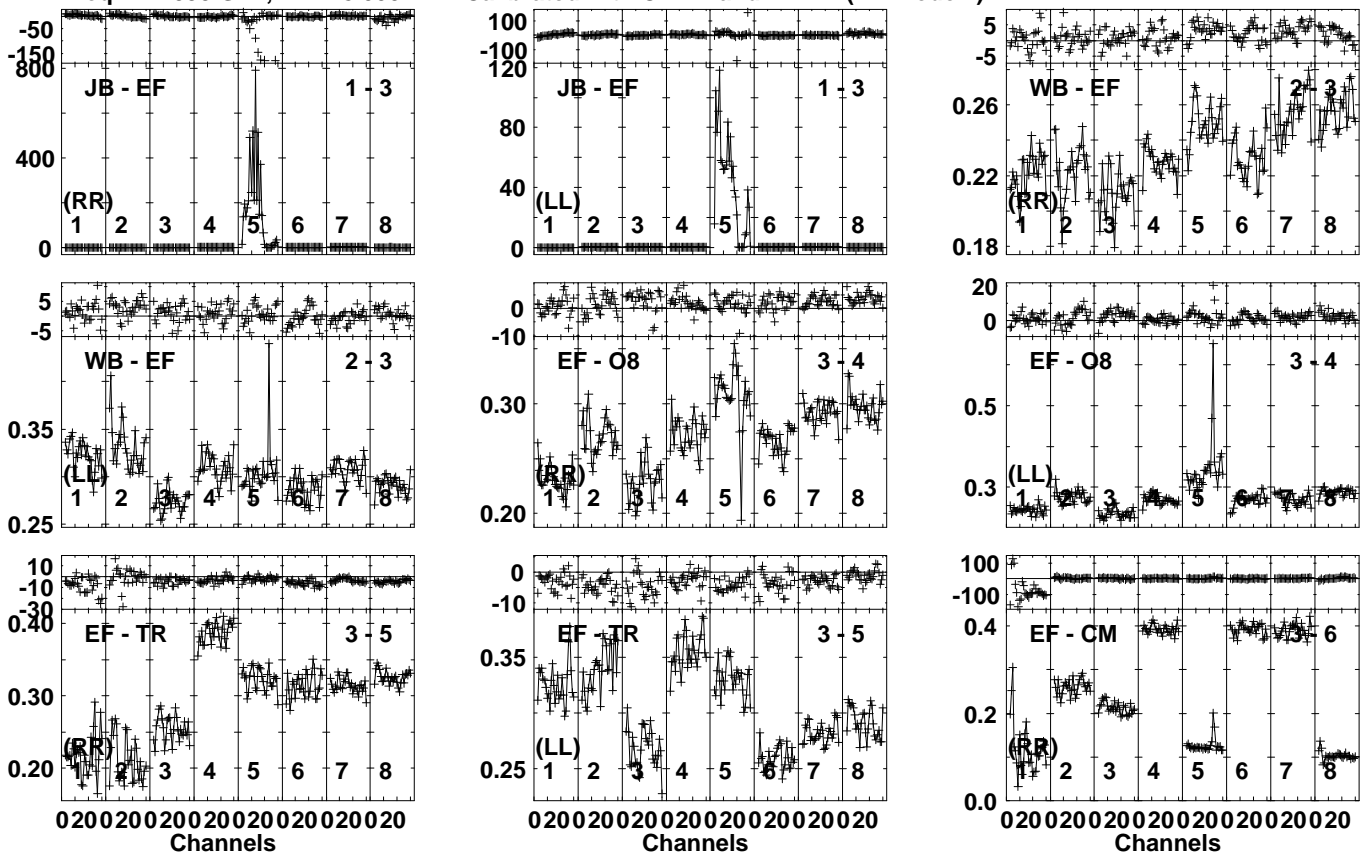 -50
-150
800
JB - EF 1 - 3
400
(RR)
1 2 3 4 5 6 7 8
0
100
-100
120
JB - EF 1 - 3
80
40
(LL)
1 2 3 4 5 6 7 8
0
5
-5
WB - EF 2 - 3
0.26
0.22
(RR)
1 2 3 4 5 6 7 8
0.18
5
-5
WB - EF 2 - 3
0.35
(LL)
1 2 3 4 5 6 7 8
0.25
0
-10
EF - O8 3 - 4
0.30
(RR)
1 2 3 4 5 6 7 8
0.20
20
0
EF - O8 3 - 4
0.5
(LL)
0.3
1 2 3 4 5 6 7 8
10
-10
-30
0.40
EF - TR 3 - 5
0.30
(RR)
0.20
1 2 3 4 5 6 7 8
0 20 0 20 0 20 0 20 0 20 0 20 0 20 0 20
Channels
0
-10
EF - TR 3 - 5
0.35
(LL)
0.25
1 2 3 4 5 6 7 8
0 20 0 20 0 20 0 20 0 20 0 20 0 20 0 20
Channels
100
-100
0.4
EF - CM 3 - 6
0.2
(RR)
1 2 3 4 5 6 7 8
0.0
0 20 0 20 0 20 0 20 0 20 0 20 0 20 0 20
Channels